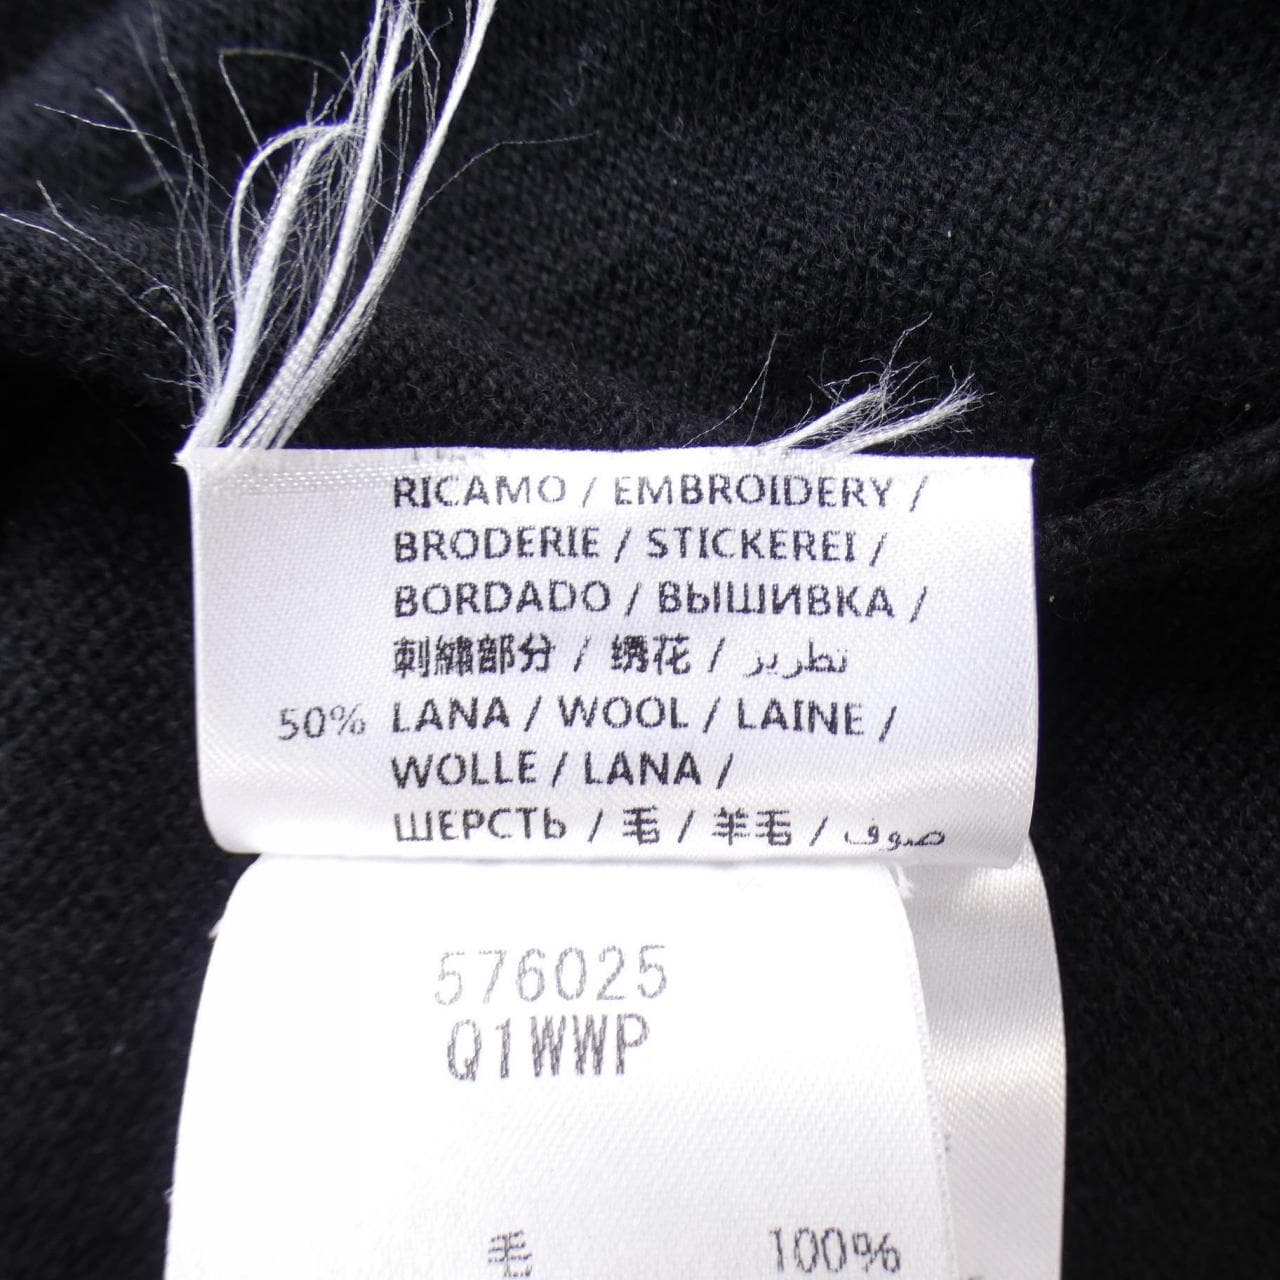 RICAMO / EMBROIDERY /
BRODERIE / STICKEREI /
BORDADO / ВЫШИВКА /
刺繍部分 / 绣花 / تطريز
50% LANA / WOOL / LAINE /
WOLLE / LANA /
ШЕРСТЬ / 毛 / 羊毛 / صوف
576025
Q1WWP
毛 100%